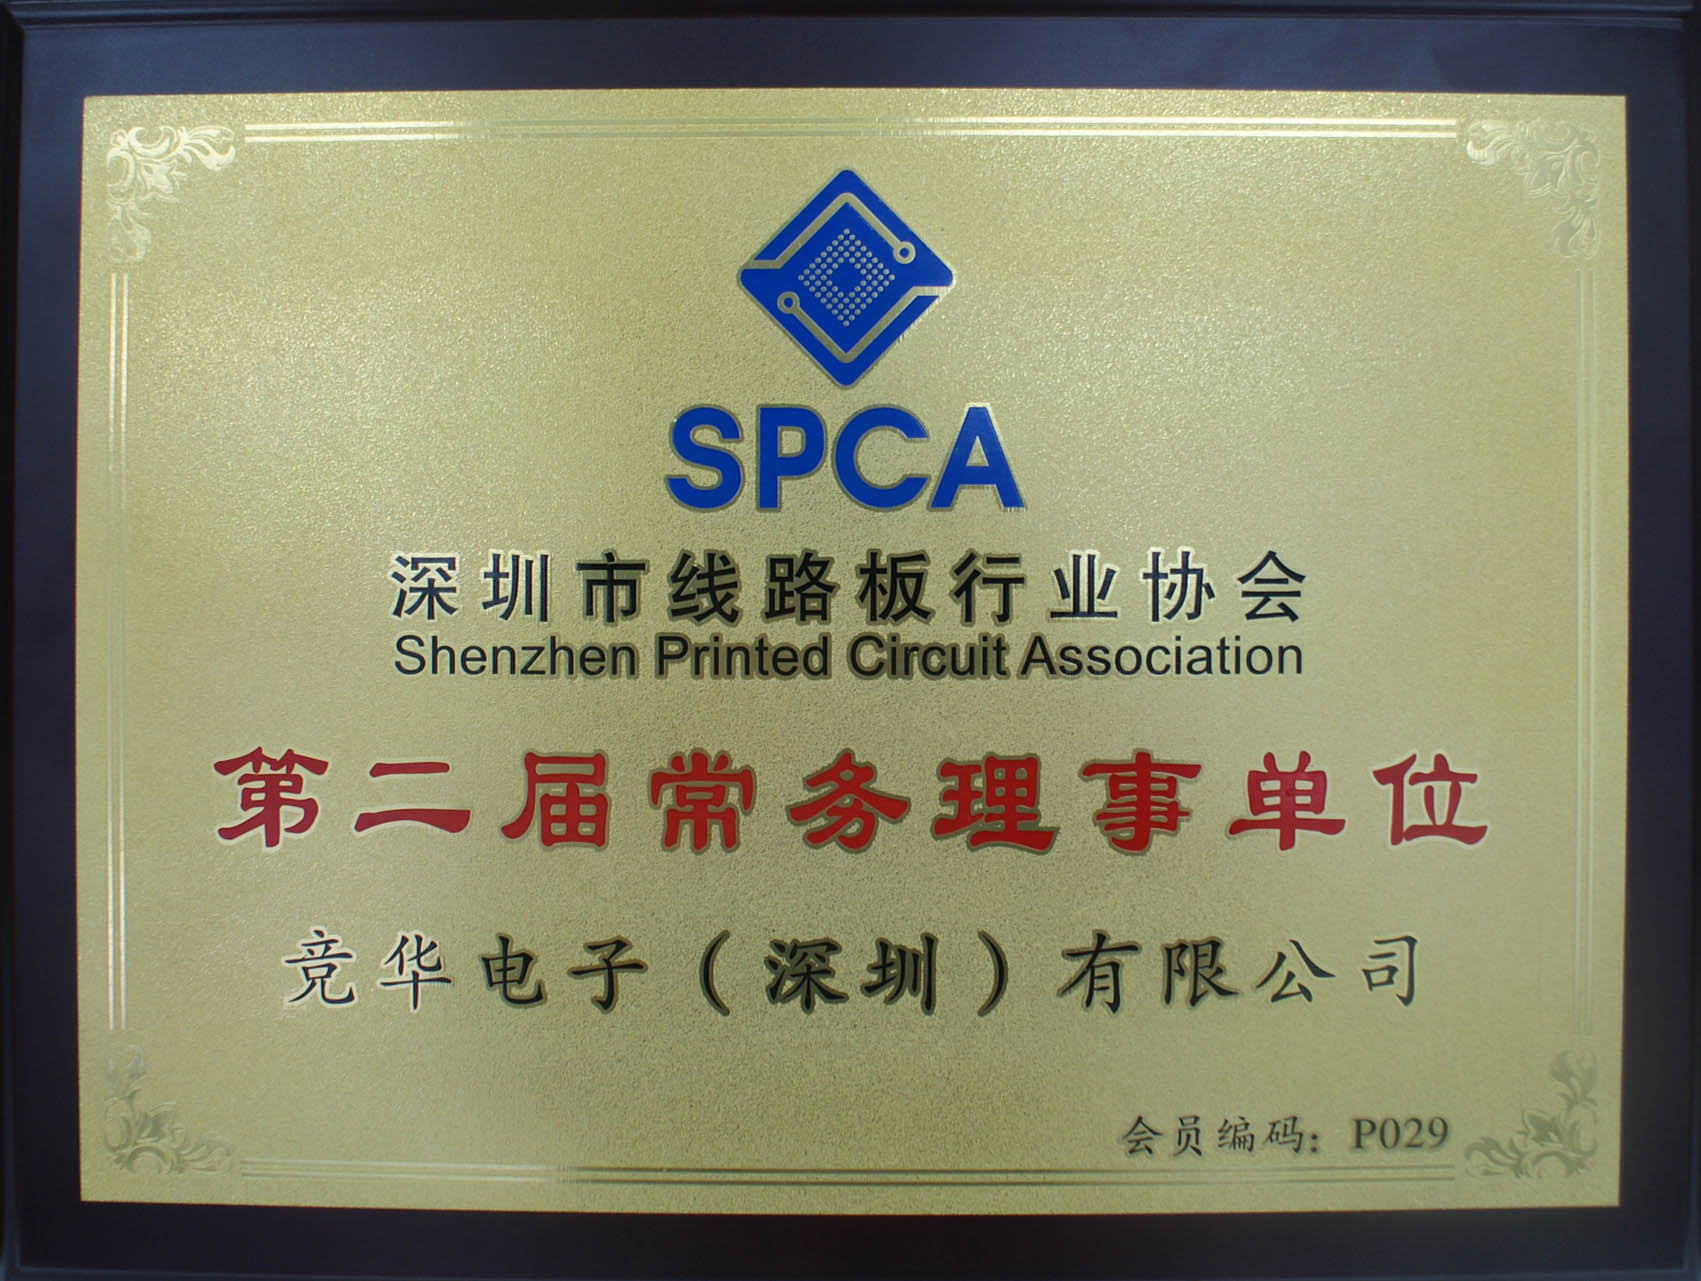 SPCA
深圳市线路板行业协会
Shenzhen Printed Circuit Association
第二届常务理事单位
竞华电子（深圳）有限公司
会员编码：P029